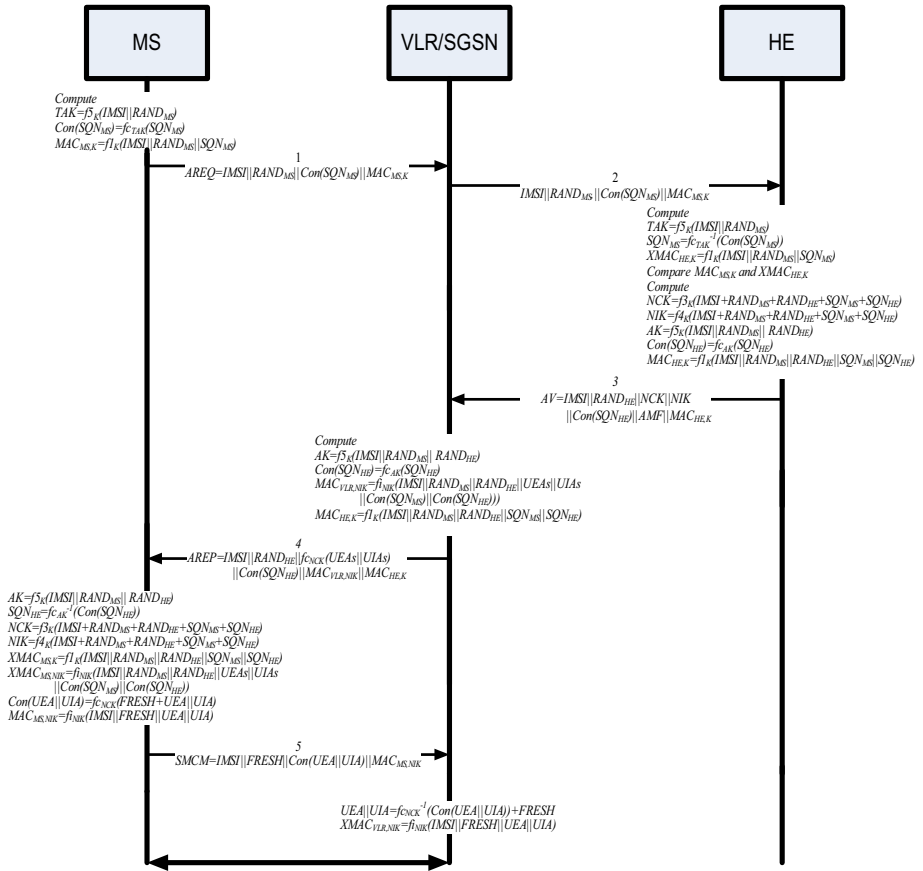 MS
VLR/SGSN
HE
Compute
TAK=f5K(IMSI||RANDMS)
Con(SQNMS)=fcTAK(SQNMS)
MACMS,K=f1K(IMSI||RANDMS||SQNMS)
1
AREQ=IMSI||RANDMS||Con(SQNMS)||MACMS,K
2
IMSI||RANDMS||Con(SQNMS)||MACMS,K
Compute
TAK=f5K(IMSI||RANDMS)
SQNMS=fcTAK-1(Con(SQNMS))
XMACHE,K=f1K(IMSI||RANDMS||SQNMS)
Compare MACMS,K and XMACHE,K
Compute
NCK=f3K(IMSI+RANDMS+RANDHE+SQNMS+SQNHE)
NIK=f4K(IMSI+RANDMS+RANDHE+SQNMS+SQNHE)
AK=f5K(IMSI||RANDMS|| RANDHE)
Con(SQNHE)=fcAK(SQNHE)
MACHE,K=f1K(IMSI||RANDMS||RANDHE||SQNMS||SQNHE)
3
AV=IMSI||RANDHE||NCK||NIK
||Con(SQNHE)||AMF||MACHE,K
Compute
AK=f5K(IMSI||RANDMS|| RANDHE)
Con(SQNHE)=fcAK(SQNHE)
MACVLR,NIK=fiNIK(IMSI||RANDMS||RANDHE||UEAs||UIAs
||Con(SQNMS)||Con(SQNHE)))
MACHE,K=f1K(IMSI||RANDMS||RANDHE||SQNMS||SQNHE)
4
AREP=IMSI||RANDHE||fcNCK(UEAs||UIAs)
||Con(SQNHE)||MACVLR,NIK||MACHE,K
AK=f5K(IMSI||RANDMS|| RANDHE)
SQNHE=fcAK-1(Con(SQNHE))
NCK=f3K(IMSI+RANDMS+RANDHE+SQNMS+SQNHE)
NIK=f4K(IMSI+RANDMS+RANDHE+SQNMS+SQNHE)
XMACMS,K=f1K(IMSI||RANDMS||RANDHE||SQNMS||SQNHE)
XMACMS,NIK=fiNIK(IMSI||RANDMS||RANDHE||UEAs||UIAs
||Con(SQNMS)||Con(SQNHE))
Con(UEA||UIA)=fcNCK(FRESH+UEA||UIA)
MACMS,NIK=fiNIK(IMSI||FRESH||UEA||UIA)
5
SMCM=IMSI||FRESH||Con(UEA||UIA)||MACMS,NIK
UEA||UIA=fcNCK-1(Con(UEA||UIA))+FRESH
XMACVLR,NIK=fiNIK(IMSI||FRESH||UEA||UIA)